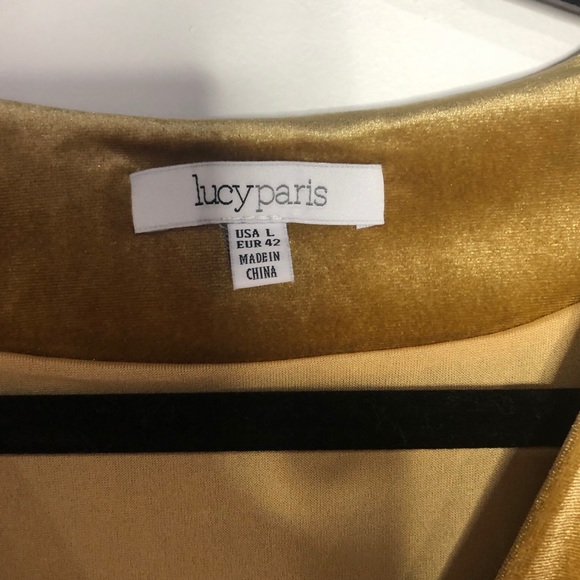 lucyparis
USA L
EUR 42
MADE IN
CHINA